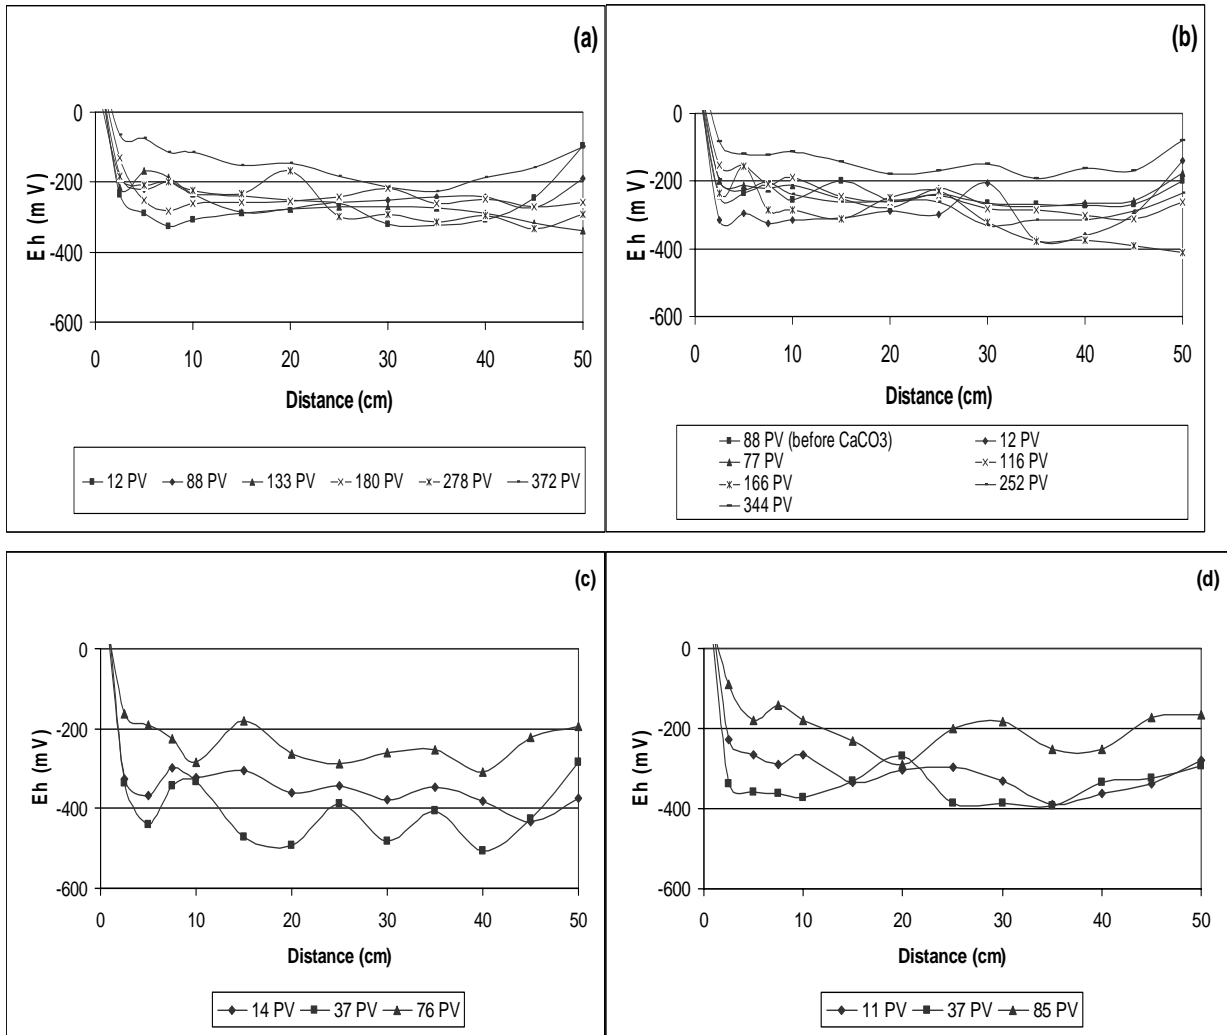 (a)
0
-200
-400
-600
Eh (mV)
0 10 20 30 40 50
Distance (cm)
12 PV 88 PV 133 PV 180 PV 278 PV 372 PV
(b)
0
-200
-400
-600
Eh (mV)
0 10 20 30 40 50
Distance (cm)
88 PV (before CaCO3) 12 PV
77 PV 116 PV
166 PV 252 PV
344 PV
(c)
0
-200
-400
-600
Eh (mV)
0 10 20 30 40 50
Distance (cm)
14 PV 37 PV 76 PV
(d)
0
-200
-400
-600
Eh (mV)
0 10 20 30 40 50
Distance (cm)
11 PV 37 PV 85 PV